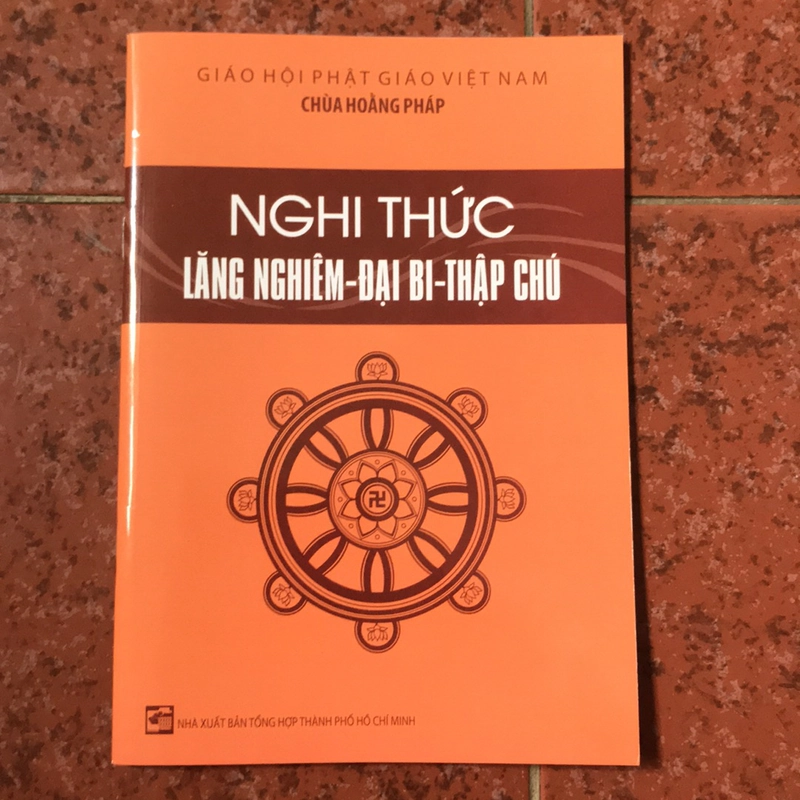 GIÁO HỘI PHẬT GIÁO VIỆT NAM
CHÙA HOẰNG PHÁP
NGHI THỨC
LĂNG NGHIÊM-ĐẠI BI-THẬP CHÚ
NHÀ XUẤT BẢN TỔNG HỢP THÀNH PHỐ HỒ CHÍ MINH